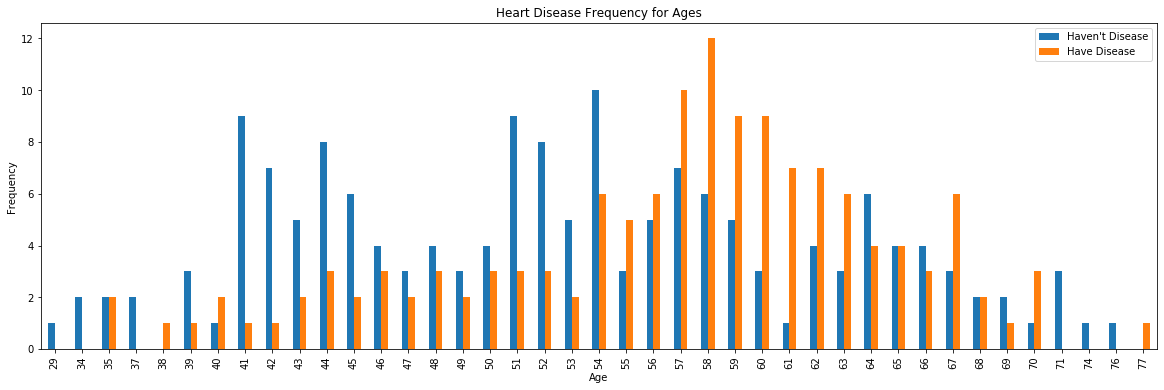 Heart Disease Frequency for Ages
Haven't Disease
Have Disease
12
10
8
6
4
2
0
Frequency
29 34 35 37 38 39 40 41 42 43 44 45 46 47 48 49 50 51 52 53 54 55 56 57 58 59 60 61 62 63 64 65 66 67 68 69 70 71 74 76 77
Age